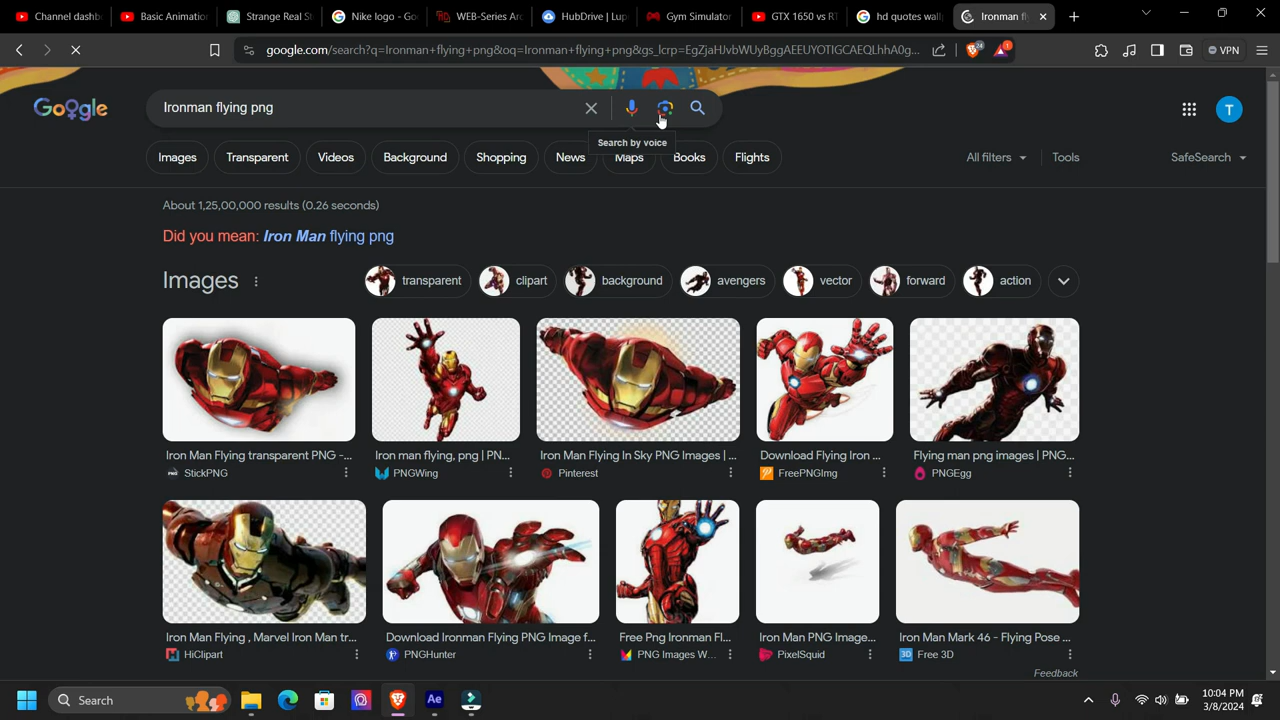 Channel dashb
Basic Animatio
Strange Real S
Nike logo - Go
WEB-Series Arc
HubDrive | Lup
Gym Simulator
GTX 1650 vs R
hd quotes wall
Ironman fl
google.com/search?q=Ironman+flying+png&oq=Ironman+flying+png&gs_lcrp=EgZjaHJvbWUyBggAEEUYOTIGCAEQLhhA0g...
24
1
VPN
Google
Ironman flying png
T
Search by voice
Images
Transparent
Videos
Background
Shopping
News
Maps
Books
Flights
All filters
Tools
SafeSearch
About 1,25,00,000 results (0.26 seconds)
Did you mean: Iron Man flying png
Images
transparent
clipart
background
avengers
vector
forward
action
Iron Man Flying transparent PNG -...
Iron man flying, png | PN...
Iron Man Flying In Sky PNG Images | ...
Download Flying Iron ...
Flying man png images | PNG...
StickPNG
PNGWing
Pinterest
FreePNGImg
PNGEgg
Iron Man Flying , Marvel Iron Man tr...
Download Ironman Flying PNG Image f...
Free Png Ironman Fl...
Iron Man PNG Image...
Iron Man Mark 46 - Flying Pose ...
HiClipart
PNGHunter
PNG Images W...
PixelSquid
3D
Free 3D
Feedback
Search
Ae
10:04 PM
3/8/2024